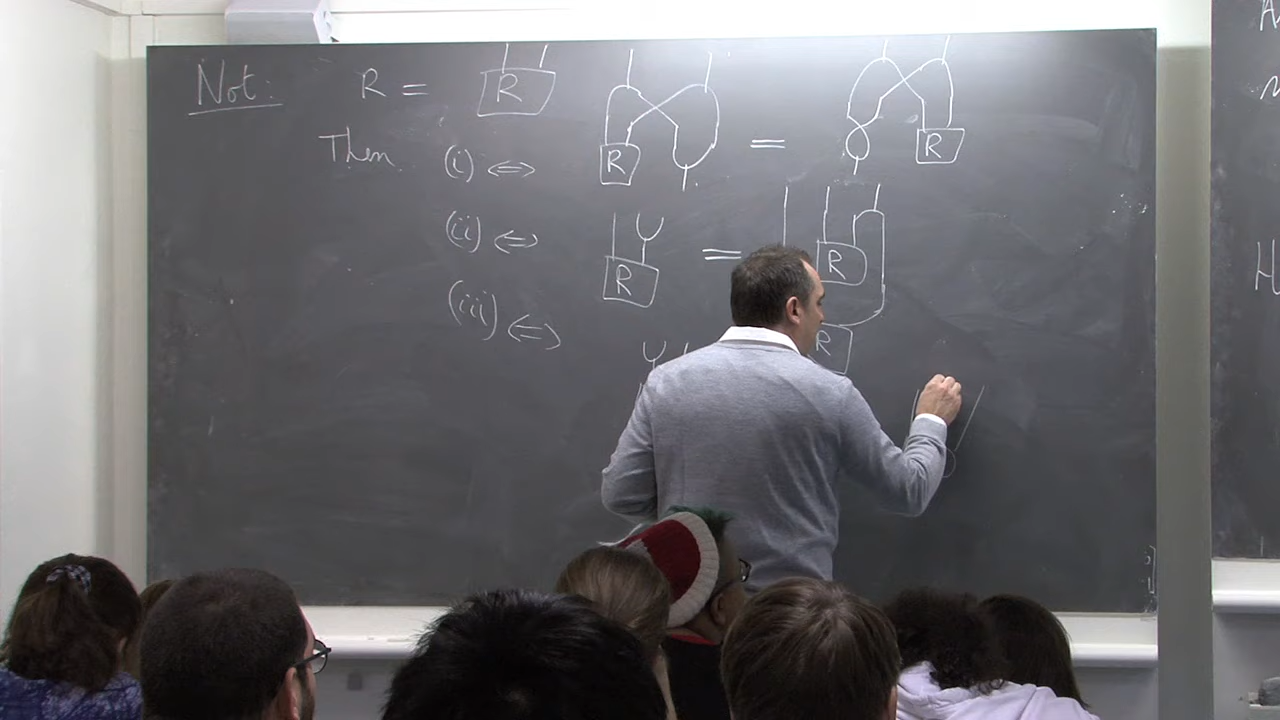 Not: R = R
Then (i) ⇔ R = R
(ii) ⇔ R = R
R
(iii) ⇔